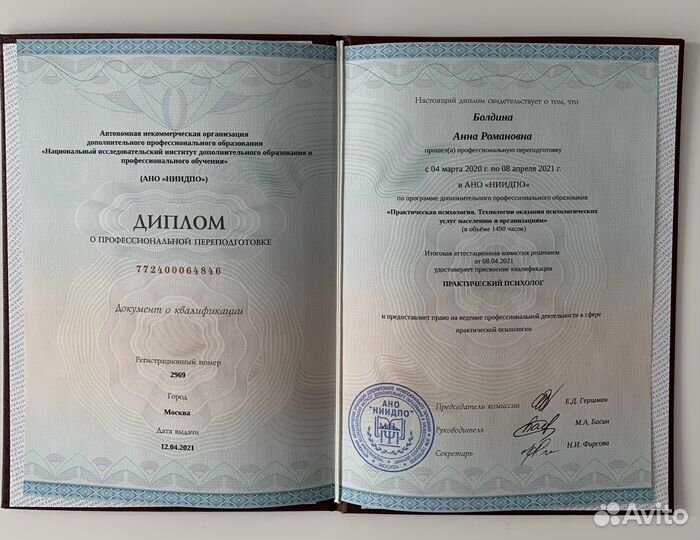 Автономная некоммерческая организация
дополнительного профессионального образования
«Национальный исследовательский институт дополнительного образования и
профессионального обучения»
(АНО «НИИДПО»)
ДИПЛОМ
О ПРОФЕССИОНАЛЬНОЙ ПЕРЕПОДГОТОВКЕ
772400064846
Документ о квалификации
Регистрационный номер
2969
Город
Москва
Дата выдачи
12.04.2021
Настоящий диплом свидетельствует о том, что
Болдина
Анна Романовна
прошел(а) профессиональную переподготовку
с 04 марта 2020 г. по 08 апреля 2021 г.
в АНО «НИИДПО»
по программе дополнительного профессионального образования
«Практическая психология. Технологии оказания психологических
услуг населению и организациям»
(в объёме 1490 часов)
Итоговая аттестационная комиссия решением
от 08.04.2021
удостоверяет присвоение квалификации
ПРАКТИЧЕСКИЙ ПСИХОЛОГ
и предоставляет право на ведение профессиональной деятельности в сфере
практической психологии
Председатель комиссии Е.Д. Гершман
Руководитель М.А. Басин
Секретарь Н.И. Фирсова
АНО
"НИИДПО"
МОСКВА
Avito